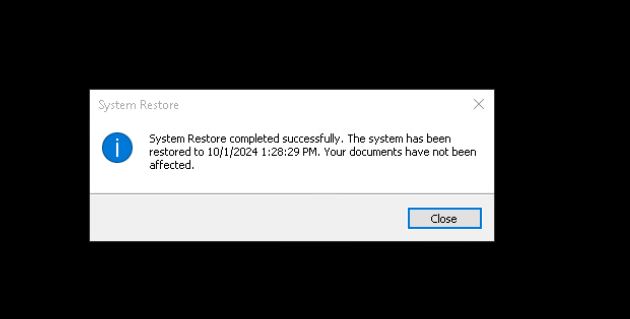 System Restore
System Restore completed successfully. The system has been
restored to 10/1/2024 1:28:29 PM. Your documents have not been
affected.
Close